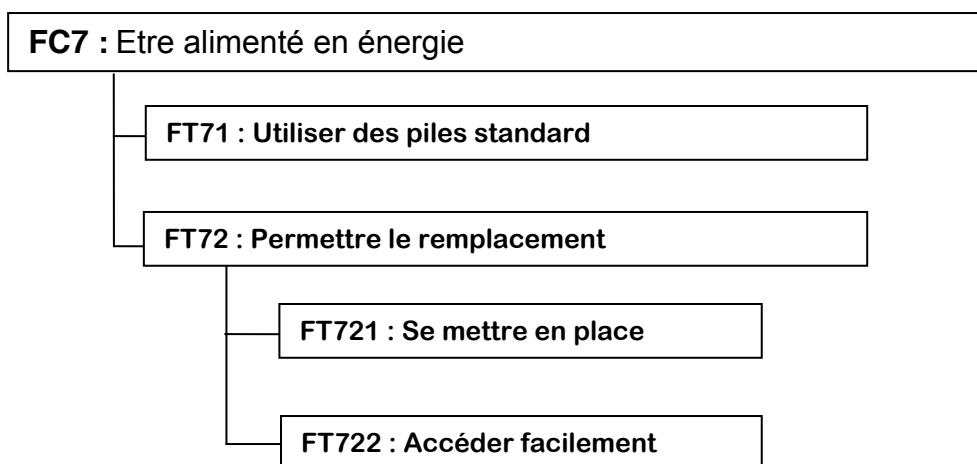 FC7 : Etre alimenté en énergie
FT71 : Utiliser des piles standard
FT72 : Permettre le remplacement
FT721 : Se mettre en place
FT722 : Accéder facilement